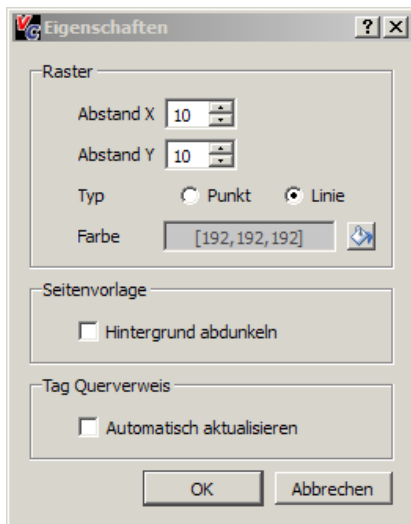 Eigenschaften
Raster
Abstand X 10
Abstand Y 10
Typ Punkt Linie
Farbe [192,192,192]
Seitenvorlage
Hintergrund abdunkeln
Tag Querverweis
Automatisch aktualisieren
OK Abbrechen